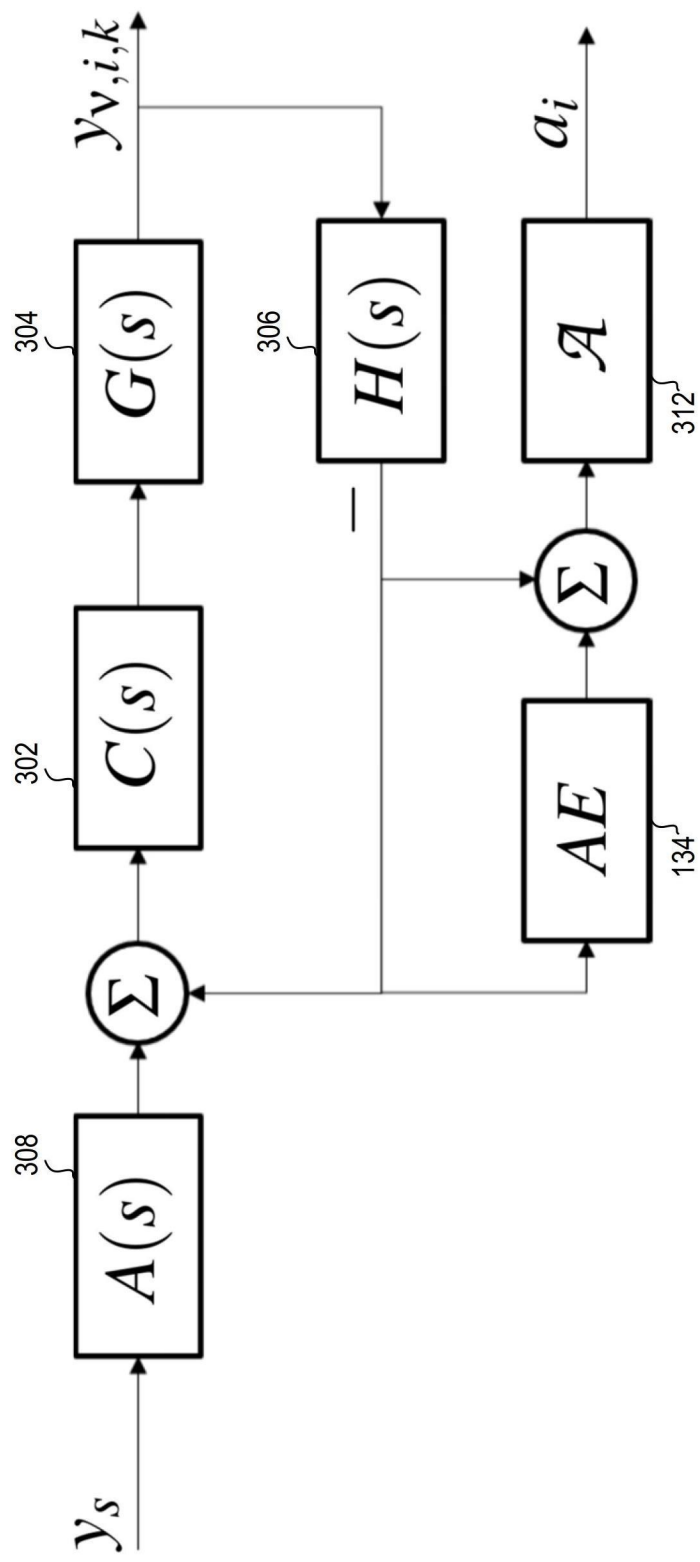 308
302
304
y_s
A(s)
Σ
C(s)
G(s)
y_{v,i,k}
306
−
H(s)
AE
Σ
𝒜
a_i
134
312